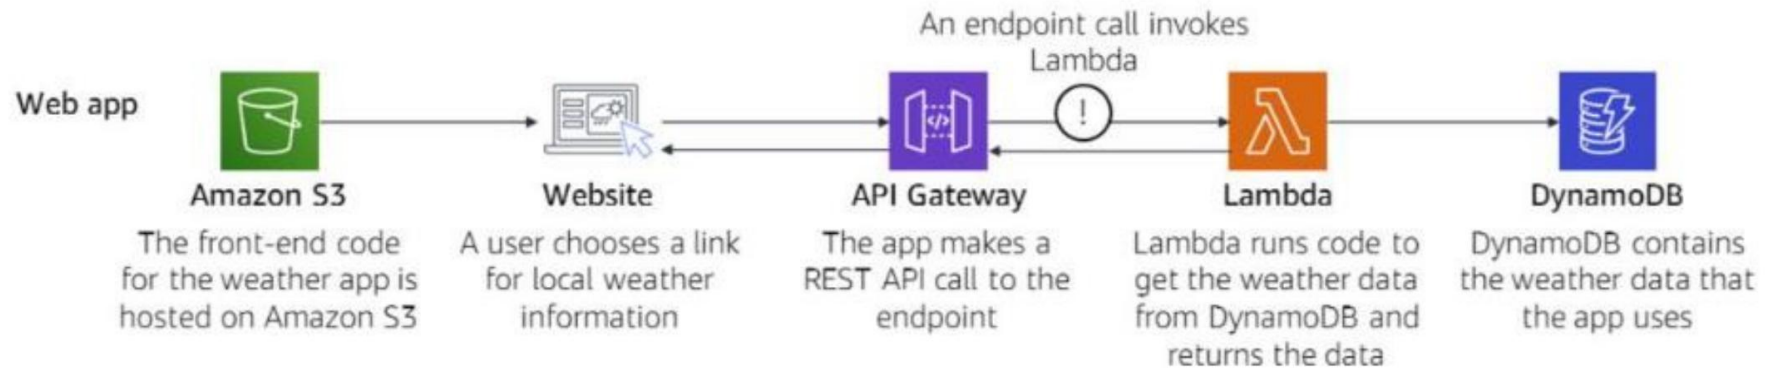 An endpoint call invokes
Lambda
Web app
!
</>
Amazon S3
Website
API Gateway
Lambda
DynamoDB
The front-end code
for the weather app is
hosted on Amazon S3
A user chooses a link
for local weather
information
The app makes a
REST API call to the
endpoint
Lambda runs code to
get the weather data
from DynamoDB and
returns the data
DynamoDB contains
the weather data that
the app uses